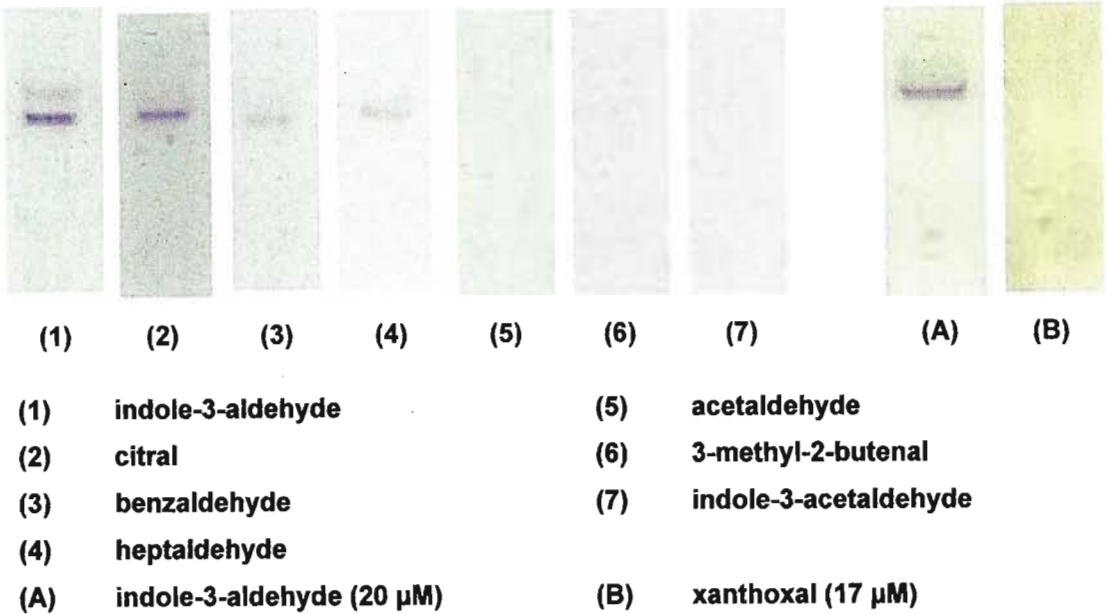 (1) (2) (3) (4) (5) (6) (7) (A) (B)
(1) indole-3-aldehyde (5) acetaldehyde
(2) citral (6) 3-methyl-2-butenal
(3) benzaldehyde (7) indole-3-acetaldehyde
(4) heptaldehyde
(A) indole-3-aldehyde (20 µM) (B) xanthoxal (17 µM)